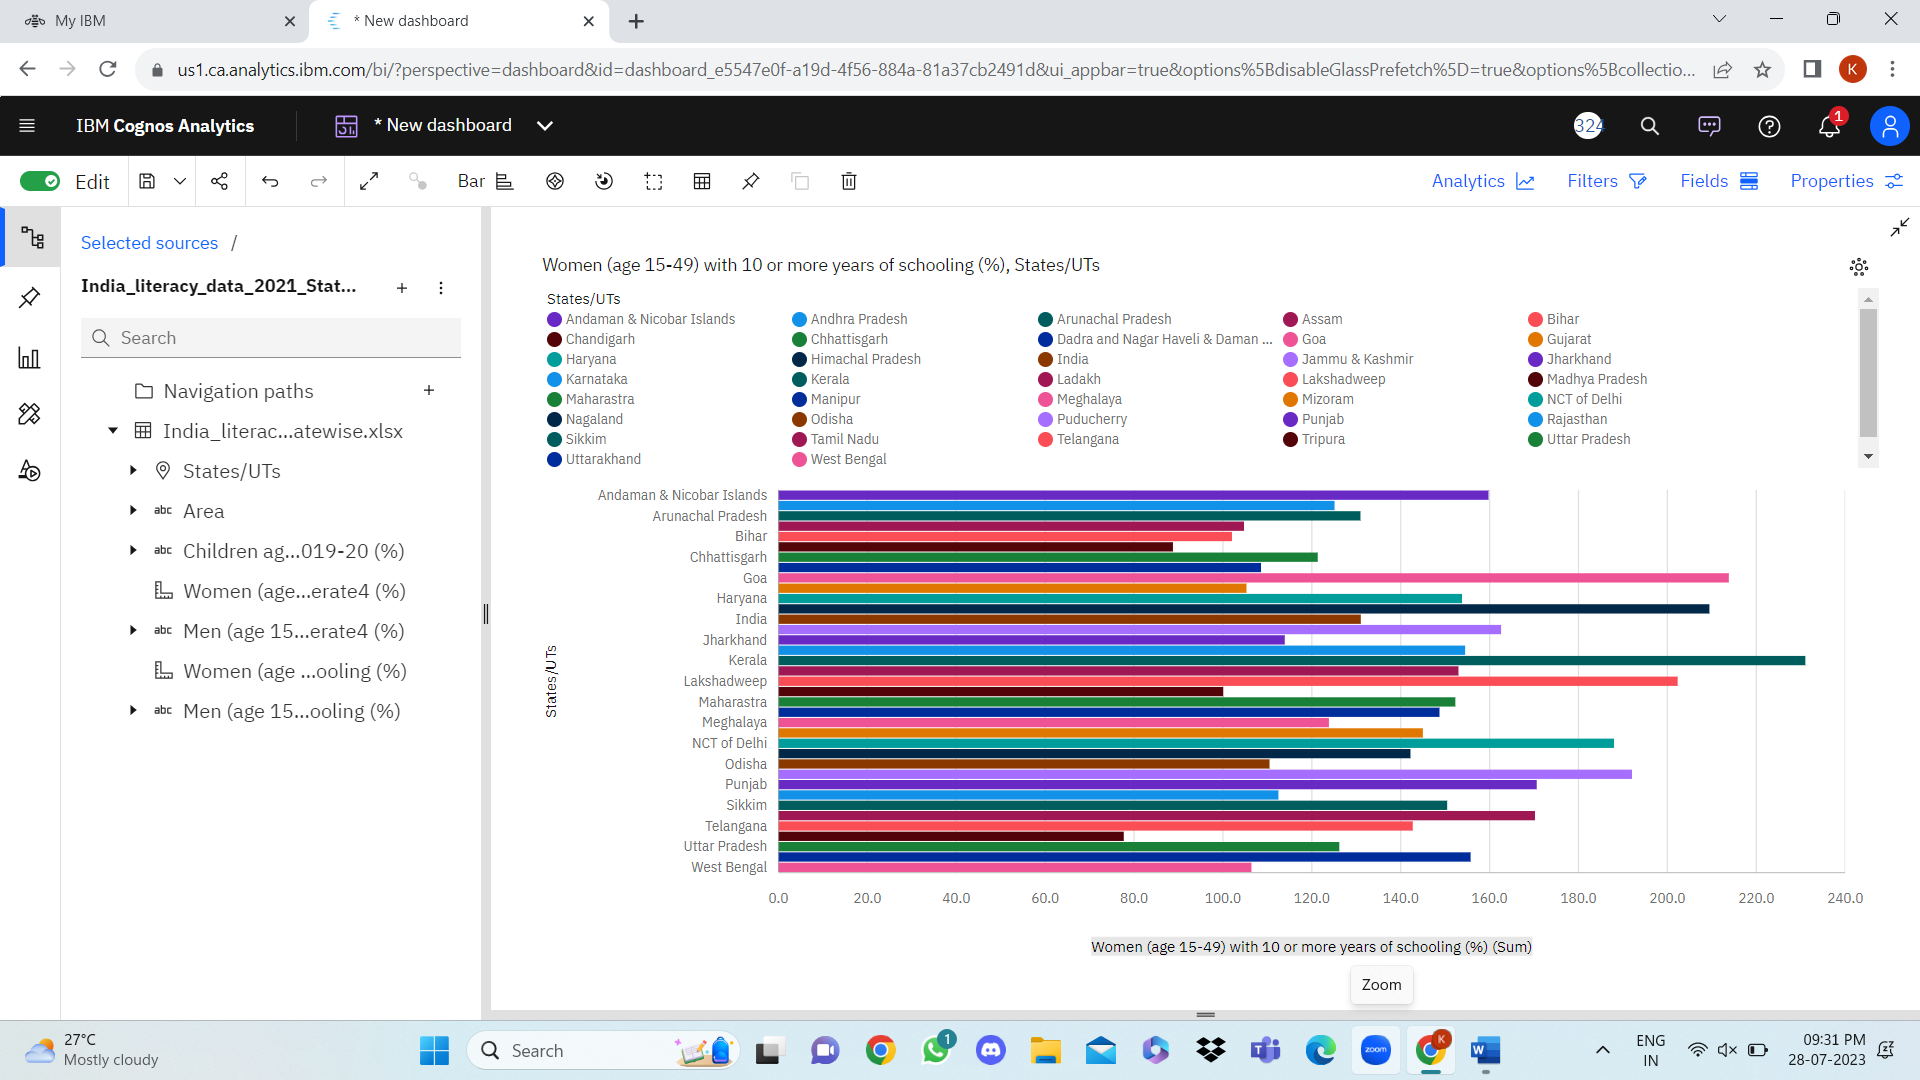 My IBM
* New dashboard
us1.ca.analytics.ibm.com/bi/?perspective=dashboard&id=dashboard_e5547e0f-a19d-4f56-884a-81a37cb2491d&ui_appbar=true&options%5BdisableGlassPrefetch%5D=true&options%5Bcollectio...
K
IBM Cognos Analytics
* New dashboard
324
1
Edit
Bar
Analytics
Filters
Fields
Properties
Selected sources /
India_literacy_data_2021_Stat...
Search
Navigation paths
India_literac...atewise.xlsx
States/UTs
abc Area
abc Children ag...019-20 (%)
Women (age...erate4 (%)
abc Men (age 15...erate4 (%)
Women (age ...ooling (%)
abc Men (age 15...ooling (%)
Women (age 15-49) with 10 or more years of schooling (%), States/UTs
States/UTs
Andaman & Nicobar Islands Andhra Pradesh Arunachal Pradesh Assam Bihar
Chandigarh Chhattisgarh Dadra and Nagar Haveli & Daman ... Goa Gujarat
Haryana Himachal Pradesh India Jammu & Kashmir Jharkhand
Karnataka Kerala Ladakh Lakshadweep Madhya Pradesh
Maharastra Manipur Meghalaya Mizoram NCT of Delhi
Nagaland Odisha Puducherry Punjab Rajasthan
Sikkim Tamil Nadu Telangana Tripura Uttar Pradesh
Uttarakhand West Bengal
States/UTs
Andaman & Nicobar Islands
Arunachal Pradesh
Bihar
Chhattisgarh
Goa
Haryana
India
Jharkhand
Kerala
Lakshadweep
Maharastra
Meghalaya
NCT of Delhi
Odisha
Punjab
Sikkim
Telangana
Uttar Pradesh
West Bengal
0.0 20.0 40.0 60.0 80.0 100.0 120.0 140.0 160.0 180.0 200.0 220.0 240.0
Women (age 15-49) with 10 or more years of schooling (%) (Sum)
Zoom
27°C
Mostly cloudy
Search
1
zoom
K
W
ENG
IN
09:31 PM
28-07-2023